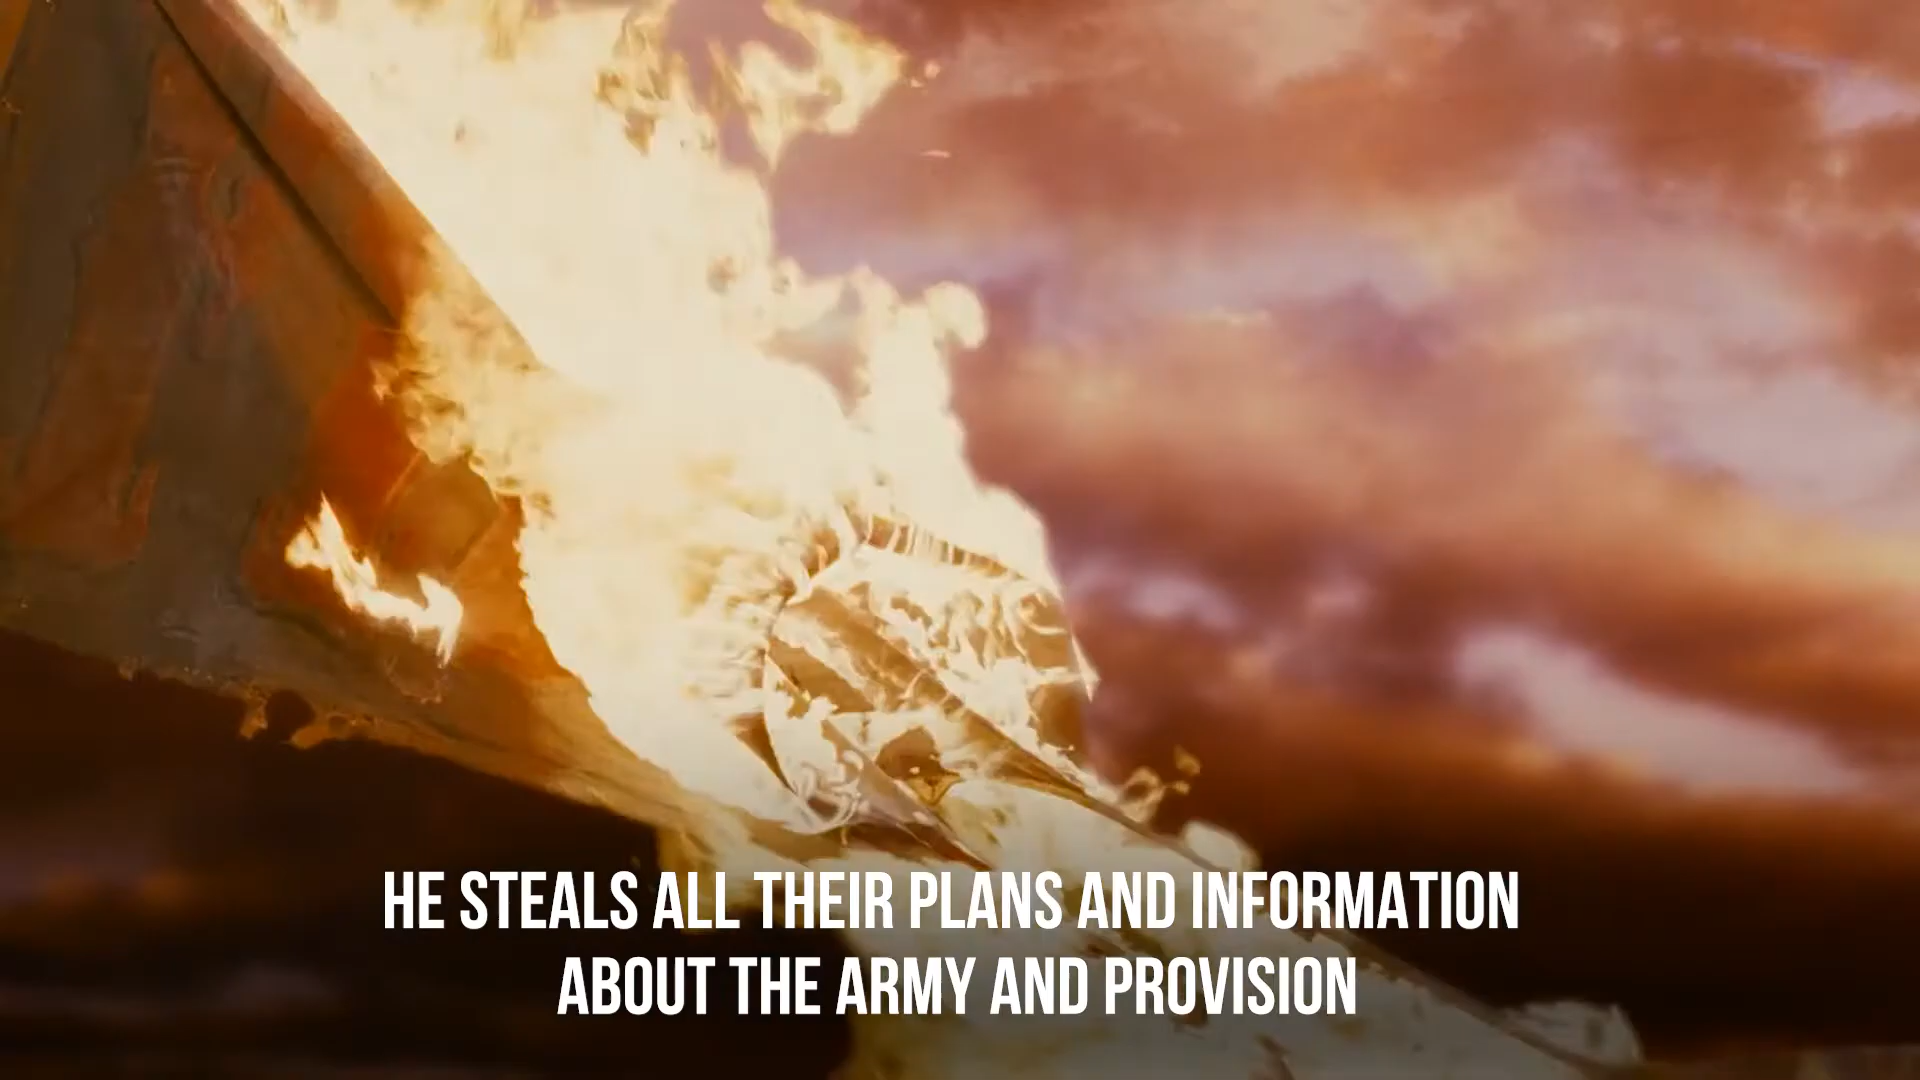 HE STEALS ALL THEIR PLANS AND INFORMATION
ABOUT THE ARMY AND PROVISION